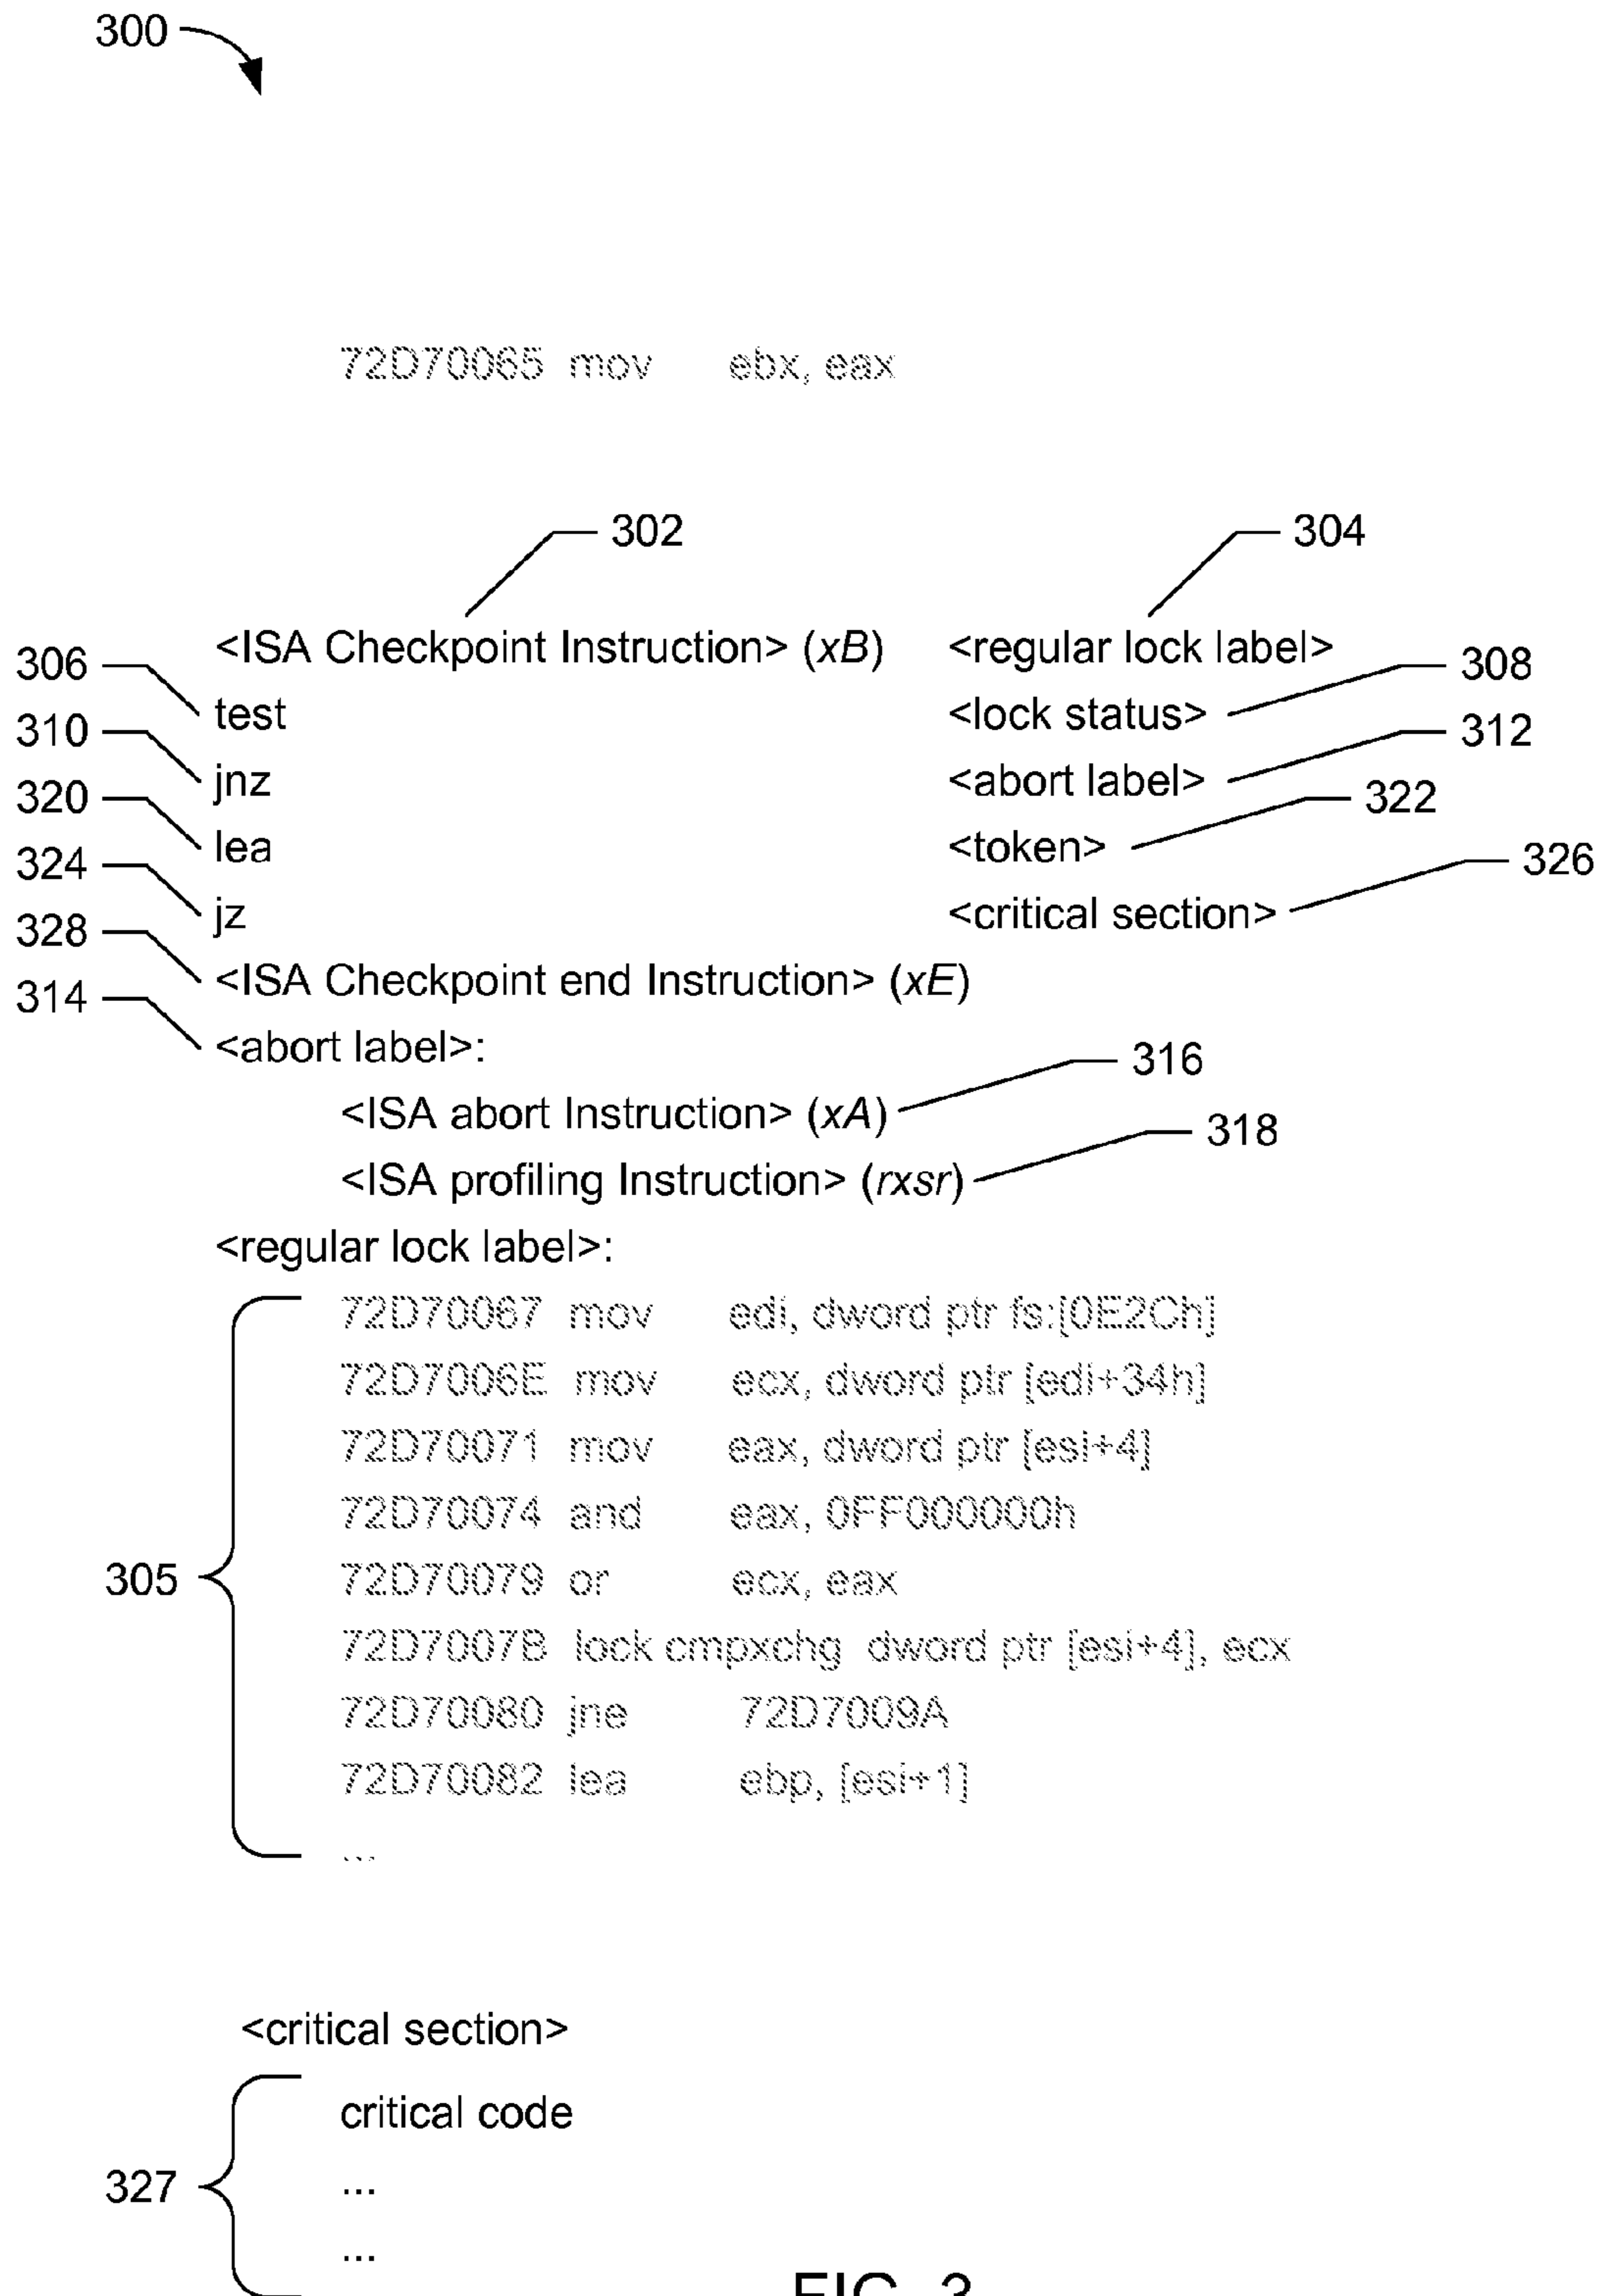 300
72D70065 mov ebx, eax
302 304
<ISA Checkpoint Instruction> (xB) <regular lock label>
306 test <lock status> 308
310 jnz <abort label> 312
320 lea <token> 322
324 jz <critical section> 326
328 <ISA Checkpoint end Instruction> (xE)
314 <abort label>:
<ISA abort Instruction> (xA) 316
<ISA profiling Instruction> (rxsr) 318
<regular lock label>:
72D70067 mov edi, dword ptr fs:[0E2Ch]
72D7006E mov ecx, dword ptr [edi+34h]
72D70071 mov eax, dword ptr [esi+4]
72D70074 and eax, 0FF000000h
305 72D70079 or ecx, eax
72D7007B lock cmpxchg dword ptr [esi+4], ecx
72D70080 jne 72D7009A
72D70082 lea ebp, [esi+1]
...
<critical section>
critical code
327 ...
...
FIG. 3